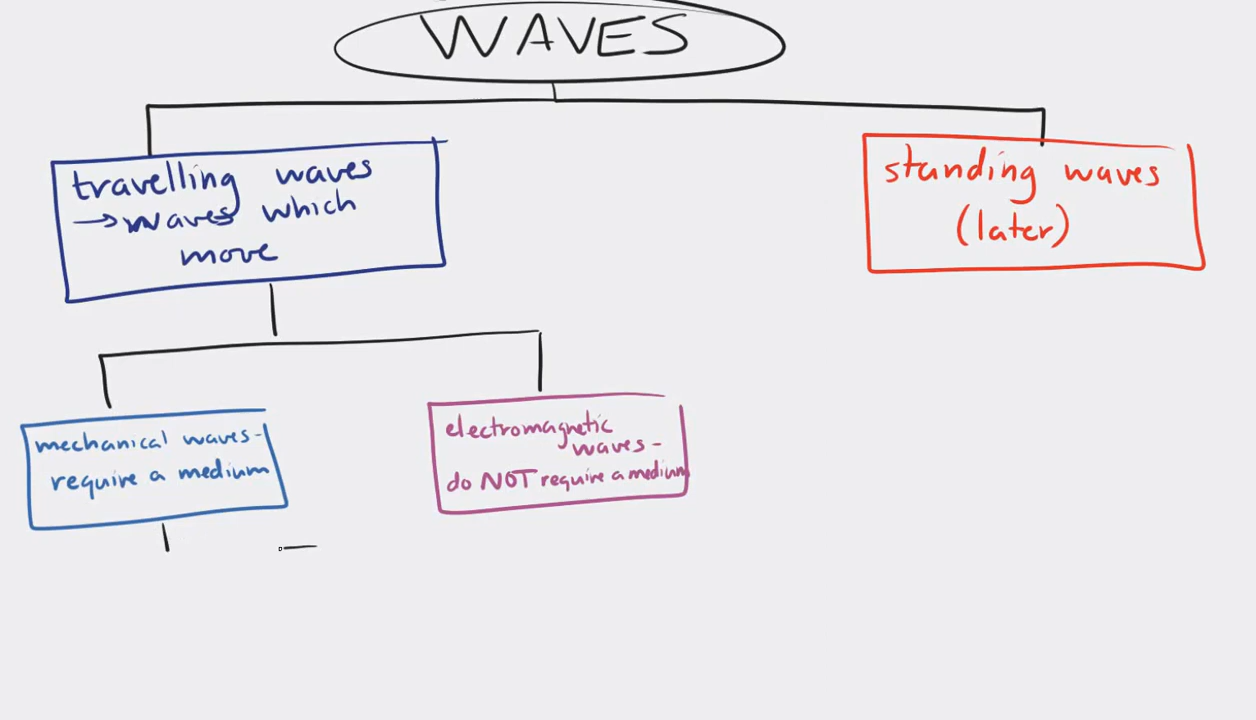 WAVES
travelling waves
→ waves which
move
standing waves
(later)
mechanical waves-
require a medium
electromagnetic
waves-
do NOT require a medium